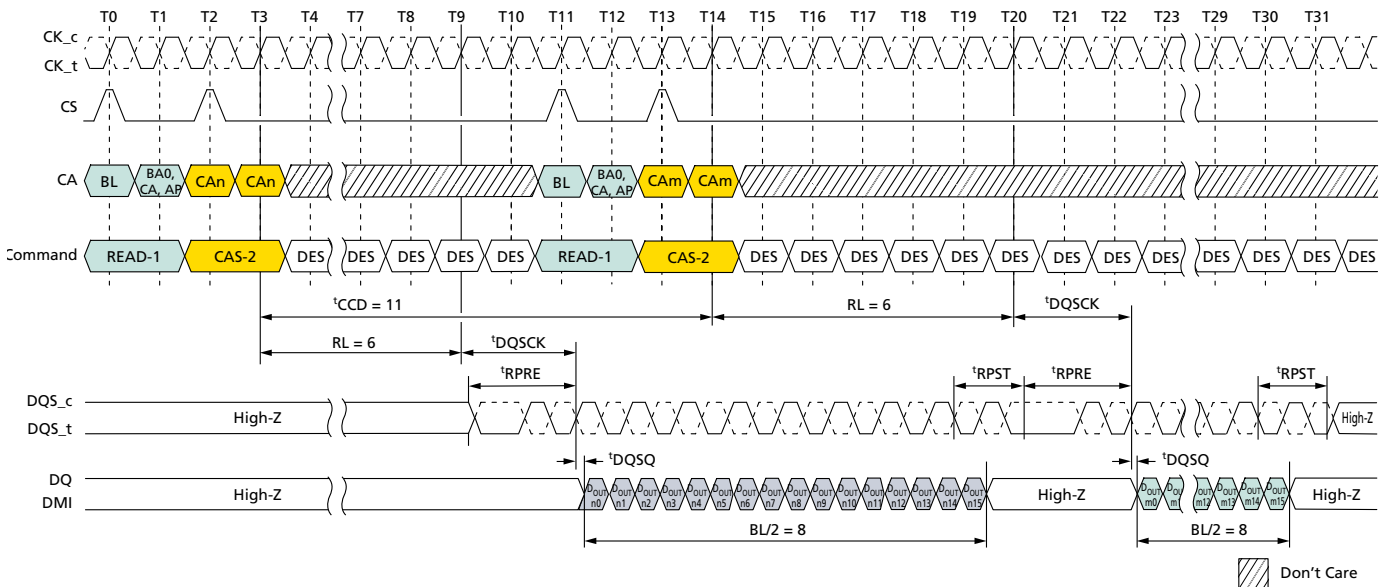 T0 T1 T2 T3 T4 T7 T8 T9 T10 T11 T12 T13 T14 T15 T16 T17 T18 T19 T20 T21 T22 T23 T29 T30 T31
CK_c
CK_t
CS
CA BL BA0, CA, AP CAn CAn BL BA0, CA, AP CAm CAm
Command READ-1 CAS-2 DES DES DES DES DES READ-1 CAS-2 DES DES DES DES DES DES DES DES DES DES DES DES
tCCD = 11 RL = 6 tDQSCK
RL = 6 tDQSCK
tRPRE tRPST tRPRE tRPST
DQS_c
DQS_t
High-Z High-Z
tDQSQ tDQSQ
DQ
DMI
High-Z DOUT n0 DOUT n1 DOUT n2 DOUT n3 DOUT n4 DOUT n5 DOUT n6 DOUT n7 DOUT n8 DOUT n9 DOUT n10 DOUT n11 DOUT n12 DOUT n13 DOUT n14 DOUT n15 High-Z DOUT m0 DOUT m12 DOUT m13 DOUT m14 DOUT m15 High-Z
BL/2 = 8 BL/2 = 8
Don't Care